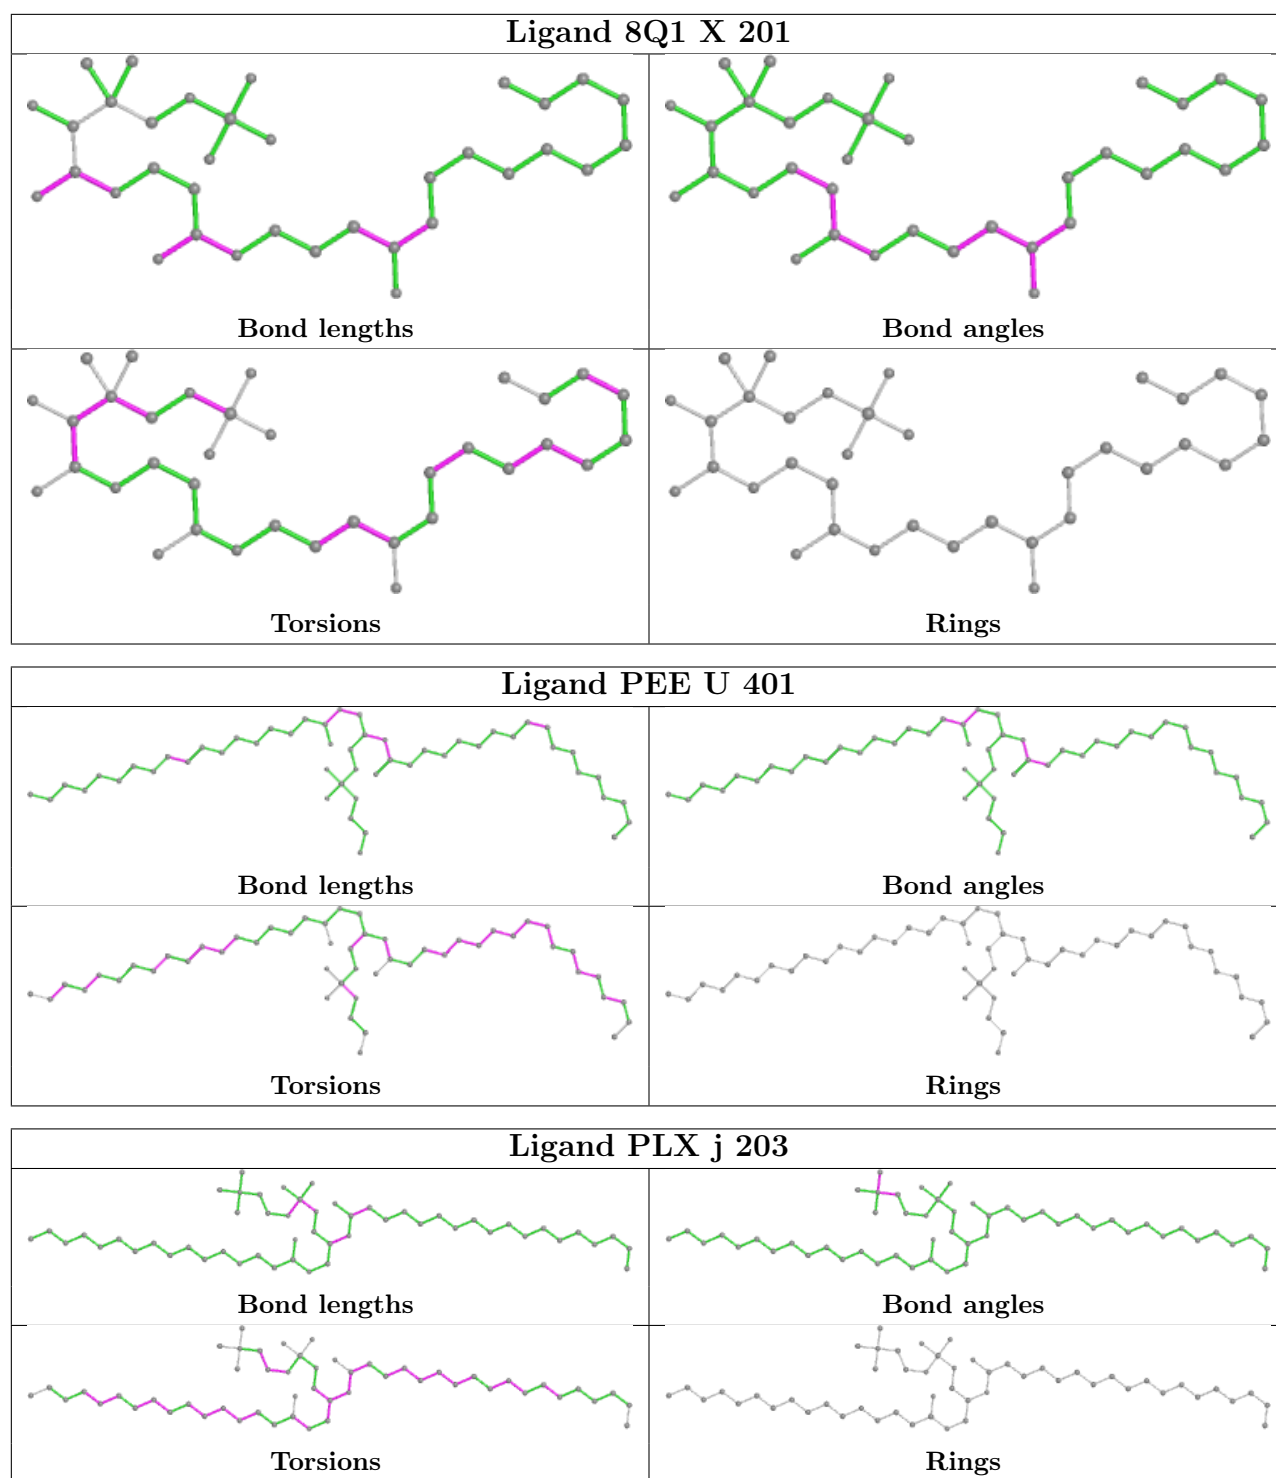 Ligand 8Q1 X 201
Bond lengths
Bond angles
Torsions
Rings
Ligand PEE U 401
Bond lengths
Bond angles
Torsions
Rings
Ligand PLX j 203
Bond lengths
Bond angles
Torsions
Rings